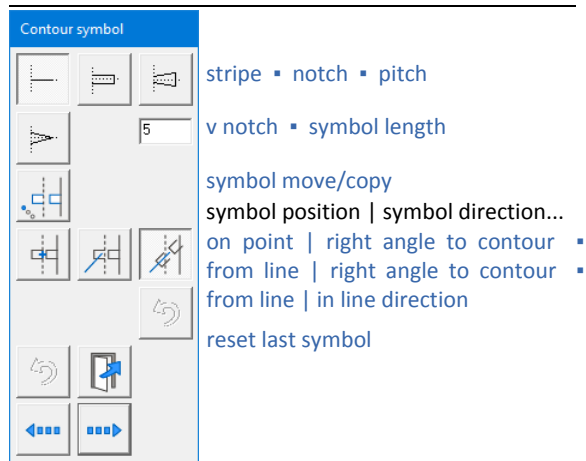 Contour symbol
stripe ▪ notch ▪ pitch
5
v notch ▪ symbol length
symbol move/copy
symbol position | symbol direction...
on point | right angle to contour ▪
from line | right angle to contour ▪
from line | in line direction
reset last symbol